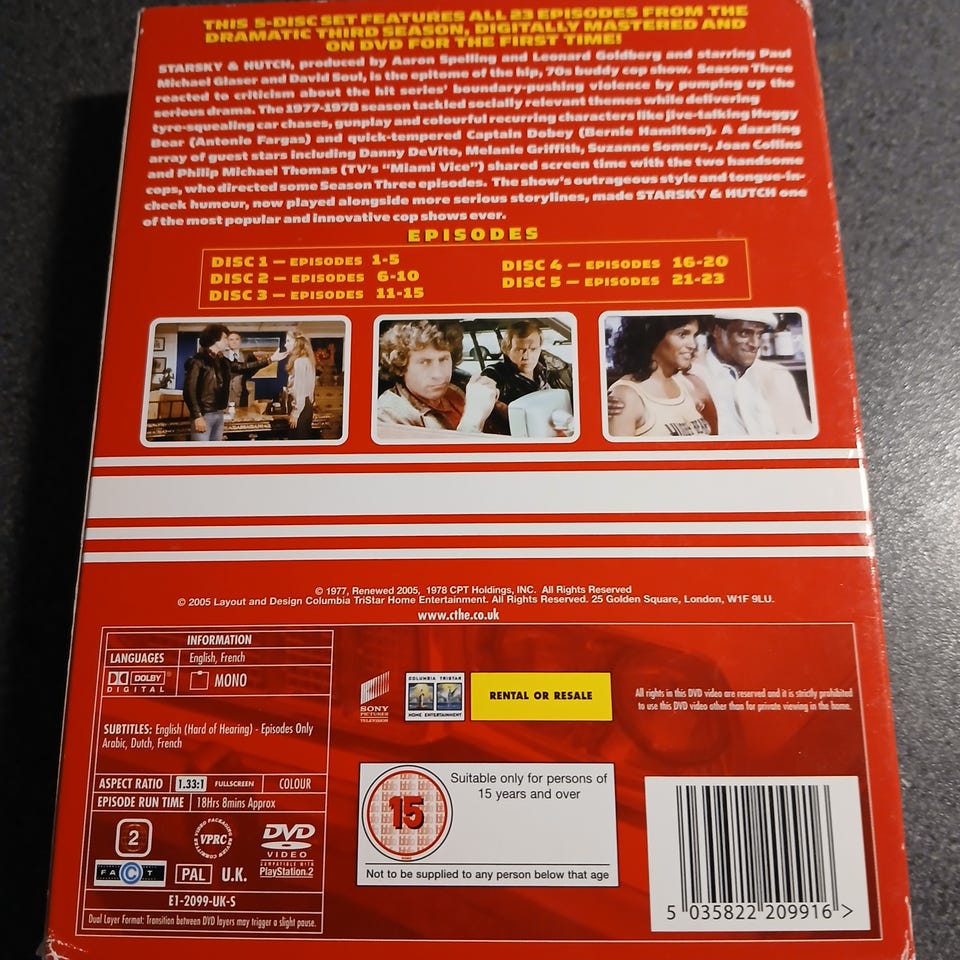 THIS 5-DISC SET FEATURES ALL 23 EPISODES FROM THE
DRAMATIC THIRD SEASON, DIGITALLY MASTERED AND
ON DVD FOR THE FIRST TIME!
STARSKY & HUTCH, produced by Aaron Spelling and Leonard Goldberg and starring Paul
Michael Glaser and David Soul, is the epitome of the hip, 70s buddy cop show. Season Three
reacted to criticism about the hit series' boundary-pushing violence by pumping up the
serious drama. The 1977-1978 season tackled socially relevant themes while delivering
tyre-squealing car chases, gunplay and colourful recurring characters like jive-talking Huggy
Bear (Antonio Fargas) and quick-tempered Captain Dobey (Bernie Hamilton). A dazzling
array of guest stars including Danny DeVito, Melanie Griffith, Suzanne Somers, Joan Collins
and Philip Michael Thomas (TV's "Miami Vice") shared screen time with the two handsome
cops, who directed some Season Three episodes. The show's outrageous style and tongue-in-
cheek humour, now played alongside more serious storylines, made STARSKY & HUTCH one
of the most popular and innovative cop shows ever.
EPISODES
DISC 1 – EPISODES 1-5
DISC 2 – EPISODES 6-10
DISC 3 – EPISODES 11-15
DISC 4 – EPISODES 16-20
DISC 5 – EPISODES 21-23
© 1977, Renewed 2005, 1978 CPT Holdings, INC. All Rights Reserved
© 2005 Layout and Design Columbia TriStar Home Entertainment. All Rights Reserved. 25 Golden Square, London, W1F 9LU.
www.cthe.co.uk
INFORMATION
LANGUAGES English, French
DOLBY DIGITAL MONO
SUBTITLES: English (Hard of Hearing) - Episodes Only
Arabic, Dutch, French
ASPECT RATIO 1.33:1 FULLSCREEN COLOUR
EPISODE RUN TIME 18Hrs 8mins Approx
2
VIDEO PACKAGING REVIEW COMMITTEE
VPRC
DVD
VIDEO
COMPATIBLE WITH
PlayStation.2
FACT
PAL U.K.
E1-2099-UK-S
Dual Layer Format: Transition between DVD layers may trigger a slight pause.
SONY
PICTURES
TELEVISION
COLUMBIA TRISTAR
HOME ENTERTAINMENT
RENTAL OR RESALE
All rights in this DVD video are reserved and it is strictly prohibited
to use this DVD video other than for private viewing in the home.
15
Suitable only for persons of
15 years and over
Not to be supplied to any person below that age
5 035822 209916 >